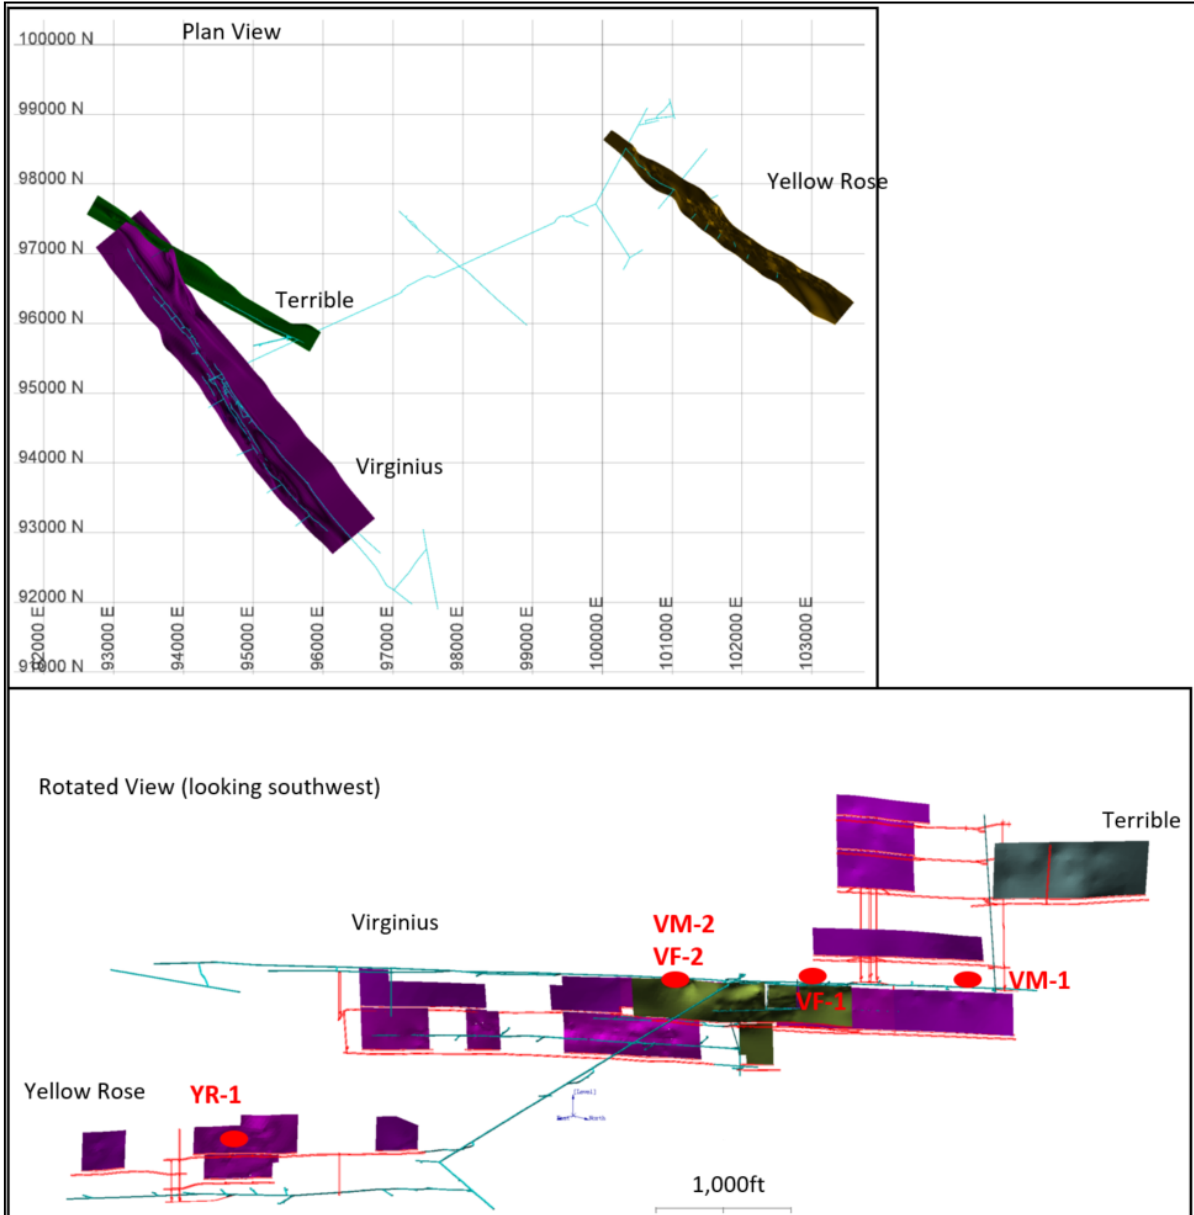 Plan View
100000 N
99000 N
98000 N
97000 N
96000 N
95000 N
94000 N
93000 N
92000 N
91000 N
Yellow Rose
Terrible
Virginius
92000 E
93000 E
94000 E
95000 E
96000 E
97000 E
98000 E
99000 E
100000 E
101000 E
102000 E
103000 E
Rotated View (looking southwest)
Terrible
Virginius
VM-2
VF-2
VF-1
VM-1
Yellow Rose
YR-1
North
1,000ft